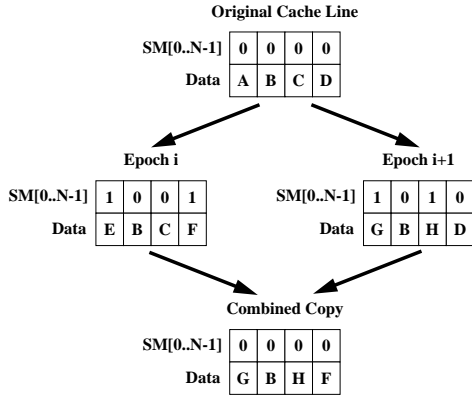 Original Cache Line
SM[0..N-1] 0 0 0 0
Data A B C D
Epoch i
SM[0..N-1] 1 0 0 1
Data E B C F
Epoch i+1
SM[0..N-1] 1 0 1 0
Data G B H D
Combined Copy
SM[0..N-1] 0 0 0 0
Data G B H F